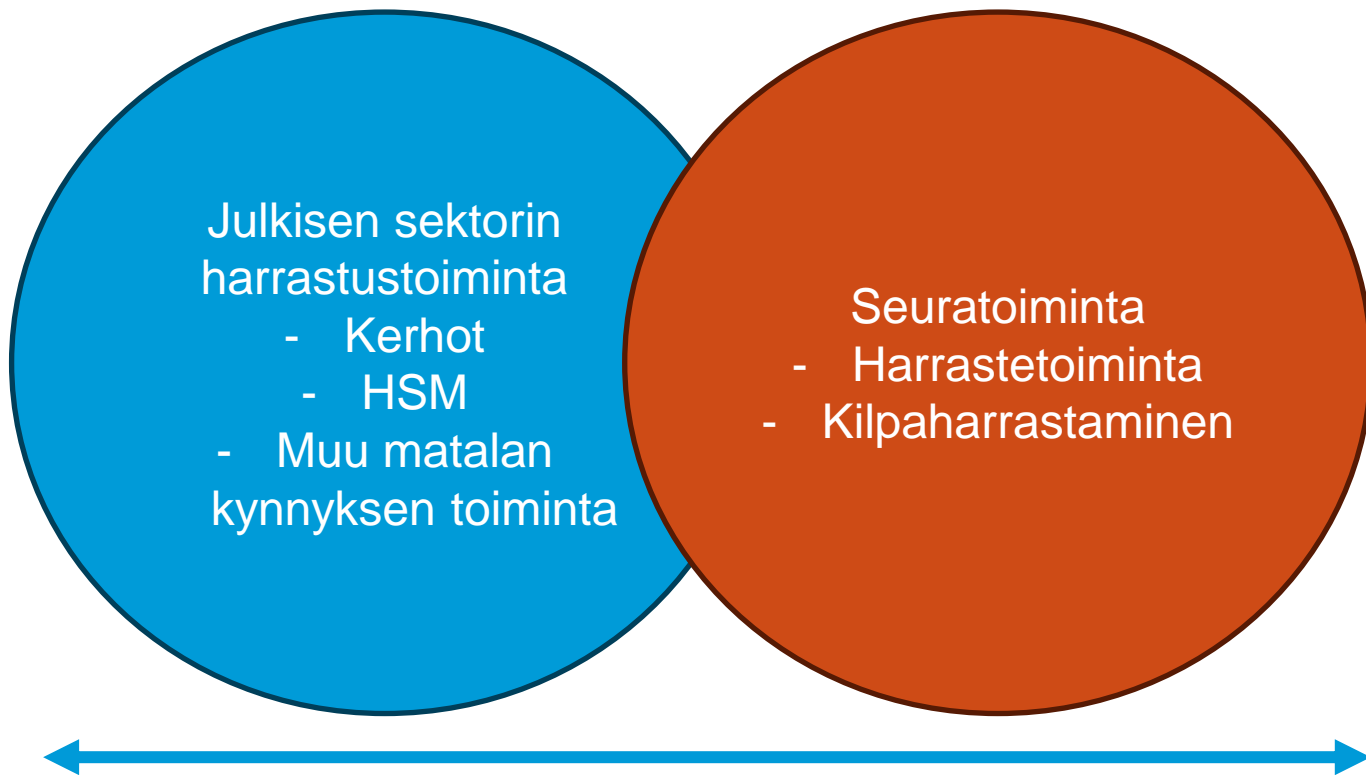 Julkisen sektorin
harrastustoiminta
- Kerhot
- HSM
- Muu matalan
kynnyksen toiminta
Seuratoiminta
- Harrastetoiminta
- Kilpaharrastaminen